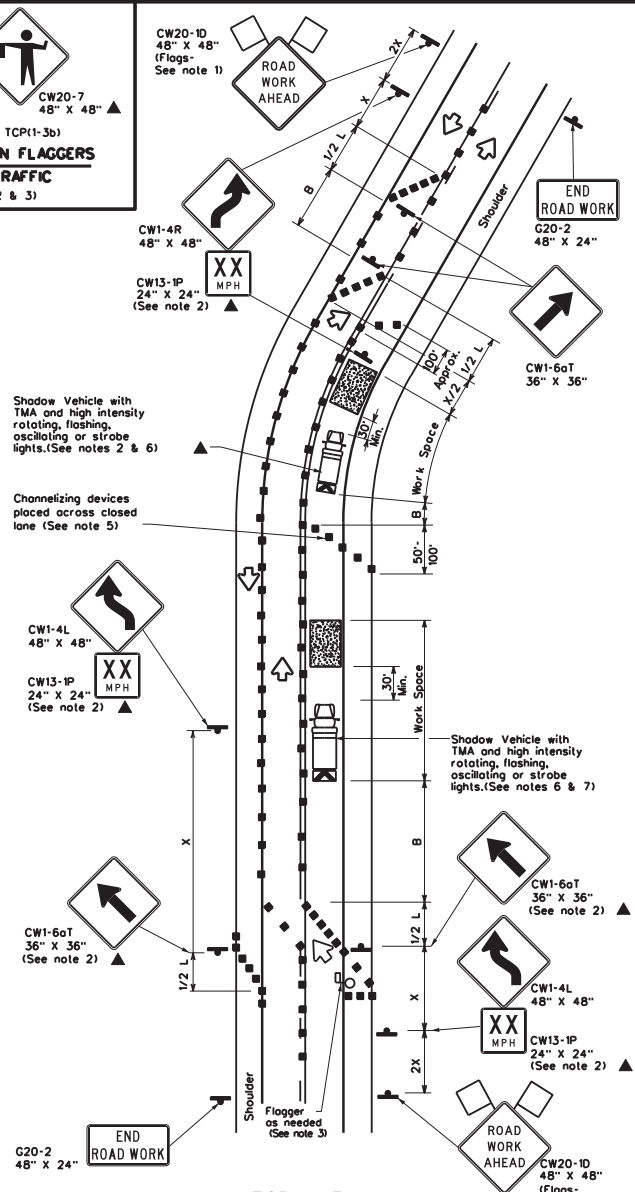 CW20-7
48" X 48"
TCP(1-3b)
N FLAGGERS
RAFFIC
& 3)
CW20-1D
48" X 48"
(Flags-
See note 1)
ROAD
WORK
AHEAD
2X
X
1/2 L
B
CW1-4R
48" X 48"
XX
MPH
CW13-1P
24" X 24"
(See note 2)
Shoulder
END
ROAD WORK
G20-2
48" X 24"
CW1-6aT
36" X 36"
100'
Approx.
1/2 L
X/2
30'
Min.
Work Space
B
50'-
100'
Shadow Vehicle with
TMA and high intensity
rotating, flashing,
oscillating or strobe
lights.(See notes 2 & 6)
Channelizing devices
placed across closed
lane (See note 5)
CW1-4L
48" X 48"
XX
MPH
CW13-1P
24" X 24"
(See note 2)
30'
Min.
Work Space
Shadow Vehicle with
TMA and high intensity
rotating, flashing,
oscillating or strobe
lights.(See notes 6 & 7)
X
B
CW1-6aT
36" X 36"
(See note 2)
1/2 L
CW1-6aT
36" X 36"
(See note 2)
1/2 L
X
CW1-4L
48" X 48"
XX
MPH
CW13-1P
24" X 24"
(See note 2)
2X
Shoulder
Flagger
as needed
(See note 3)
END
ROAD WORK
G20-2
48" X 24"
ROAD
WORK
AHEAD
CW20-1D
48" X 48"
(Flags-